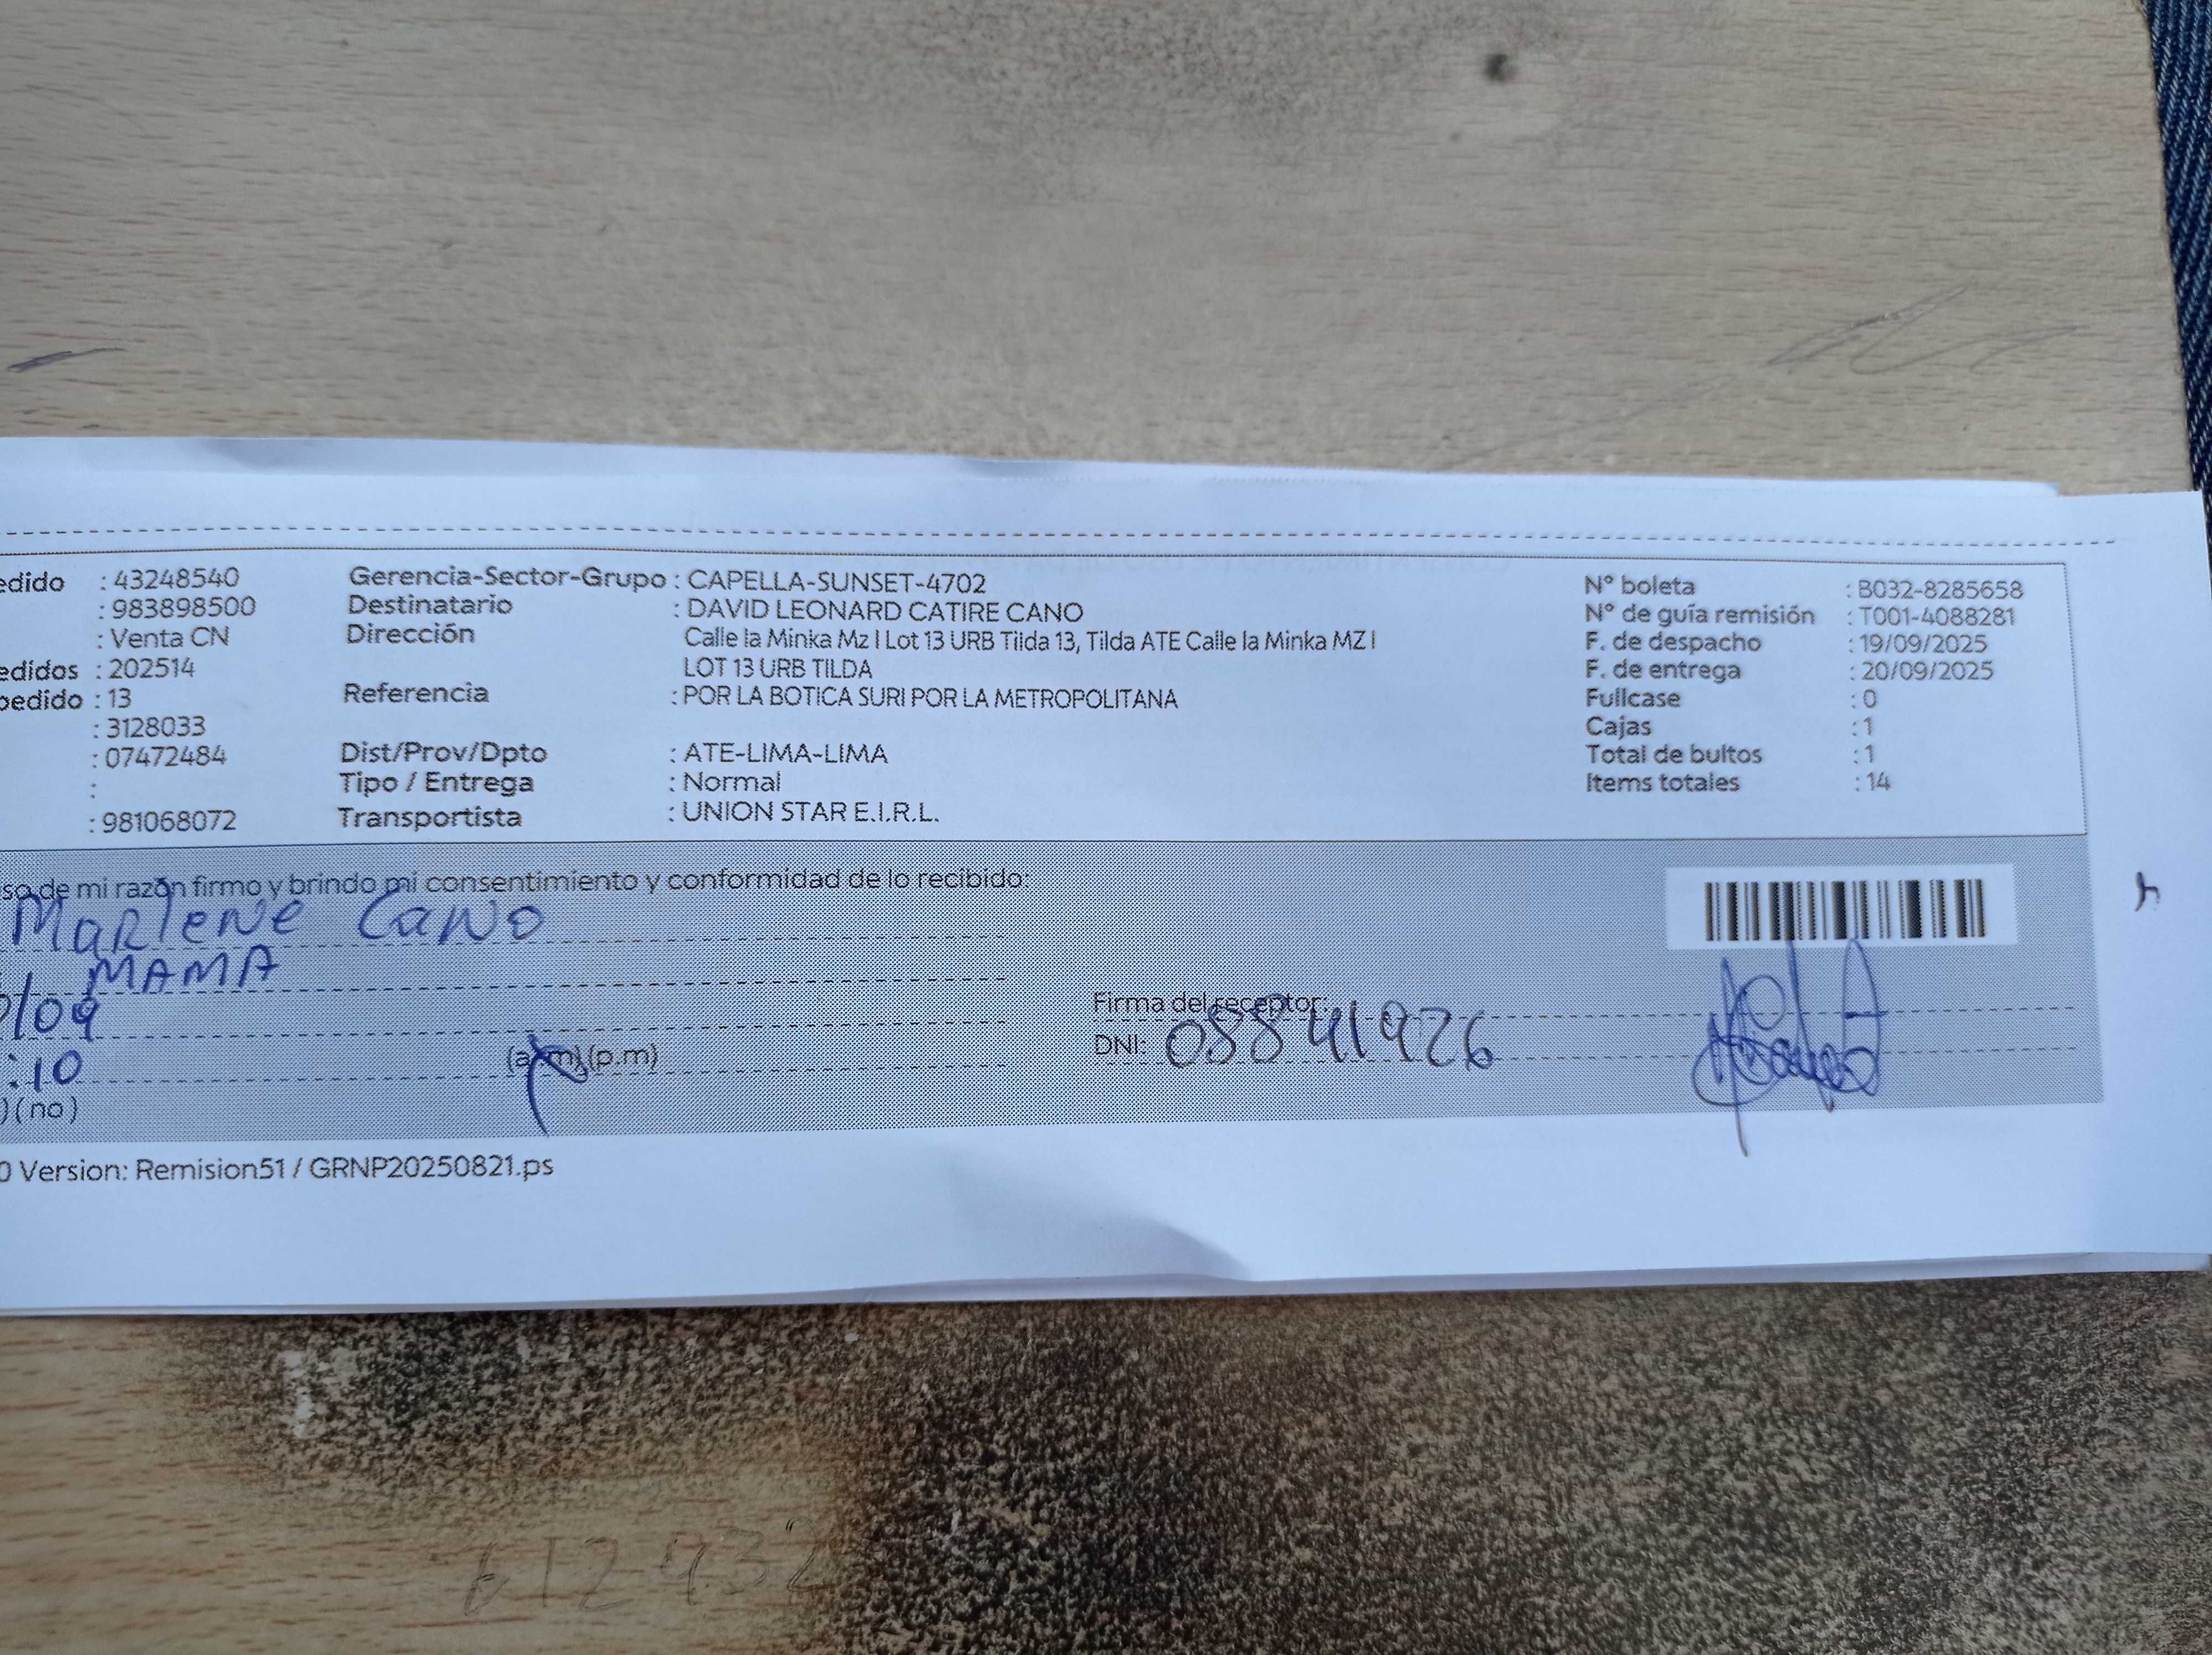 edido : 43248540 Gerencia-Sector-Grupo : CAPELLA-SUNSET-4702 N° boleta : B032-8285658
: 983898500 Destinatario : DAVID LEONARD CATIRE CANO N° de guía remisión : T001-4088281
: Venta CN Dirección Calle la Minka Mz I Lot 13 URB Tilda 13, Tilda ATE Calle la Minka MZ I F. de despacho : 19/09/2025
edidos : 202514 LOT 13 URB TILDA F. de entrega : 20/09/2025
pedido : 13 Referencia : POR LA BOTICA SURI POR LA METROPOLITANA Fullcase : 0
: 3128033 Cajas : 1
: 07472484 Dist/Prov/Dpto : ATE-LIMA-LIMA Total de bultos : 1
: Tipo / Entrega : Normal Items totales : 14
: 981068072 Transportista : UNION STAR E.I.R.L.
so de mi razón firmo y brindo mi consentimiento y conformidad de lo recibido:
Marlene Cano
MAMA
/09 Firma del receptor:
:10 (a.m) (p.m) DNI: 08841926
) (no)
0 Version: Remision51 / GRNP20250821.ps